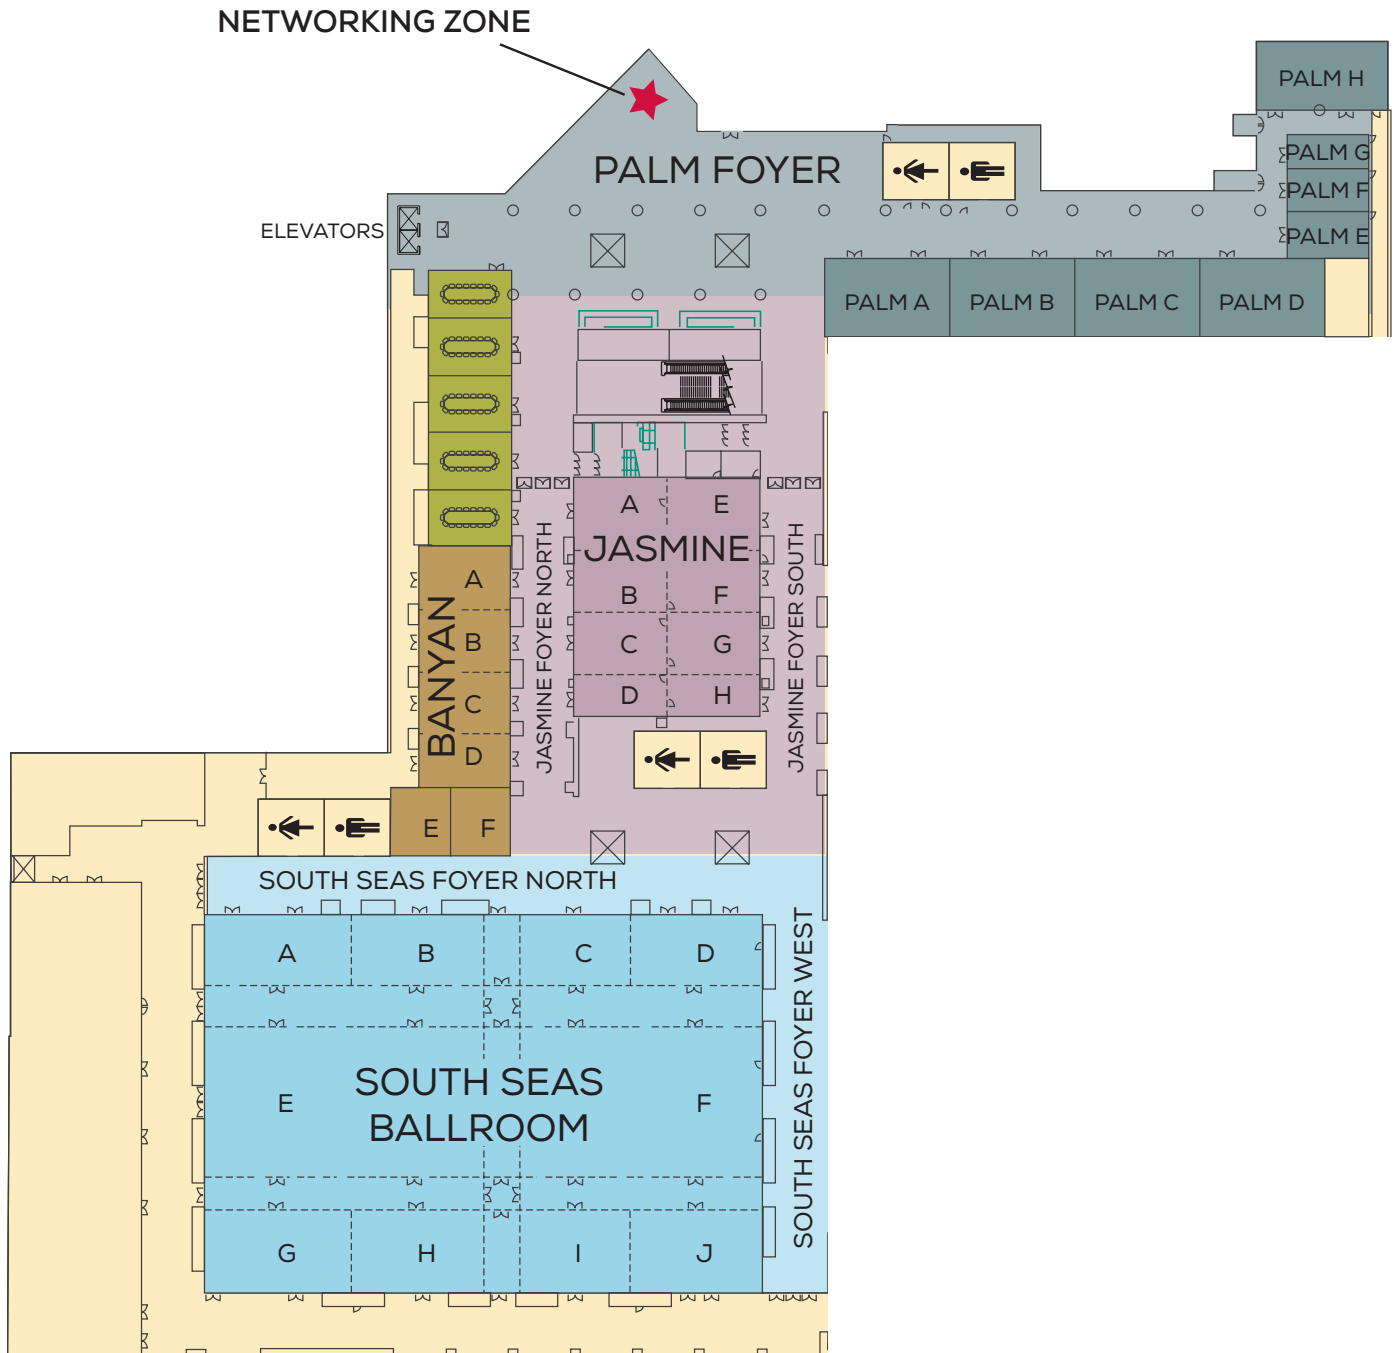 NETWORKING ZONE
PALM H
PALM FOYER
PALM G
PALM F
ELEVATORS
PALM E
PALM A
PALM B
PALM C
PALM D
A
E
JASMINE
B
F
C
G
D
H
JASMINE FOYER NORTH
JASMINE FOYER SOUTH
BANYAN
A
B
C
D
E
F
SOUTH SEAS FOYER NORTH
A
B
C
D
SOUTH SEAS FOYER WEST
SOUTH SEAS
BALLROOM
E
F
G
H
I
J